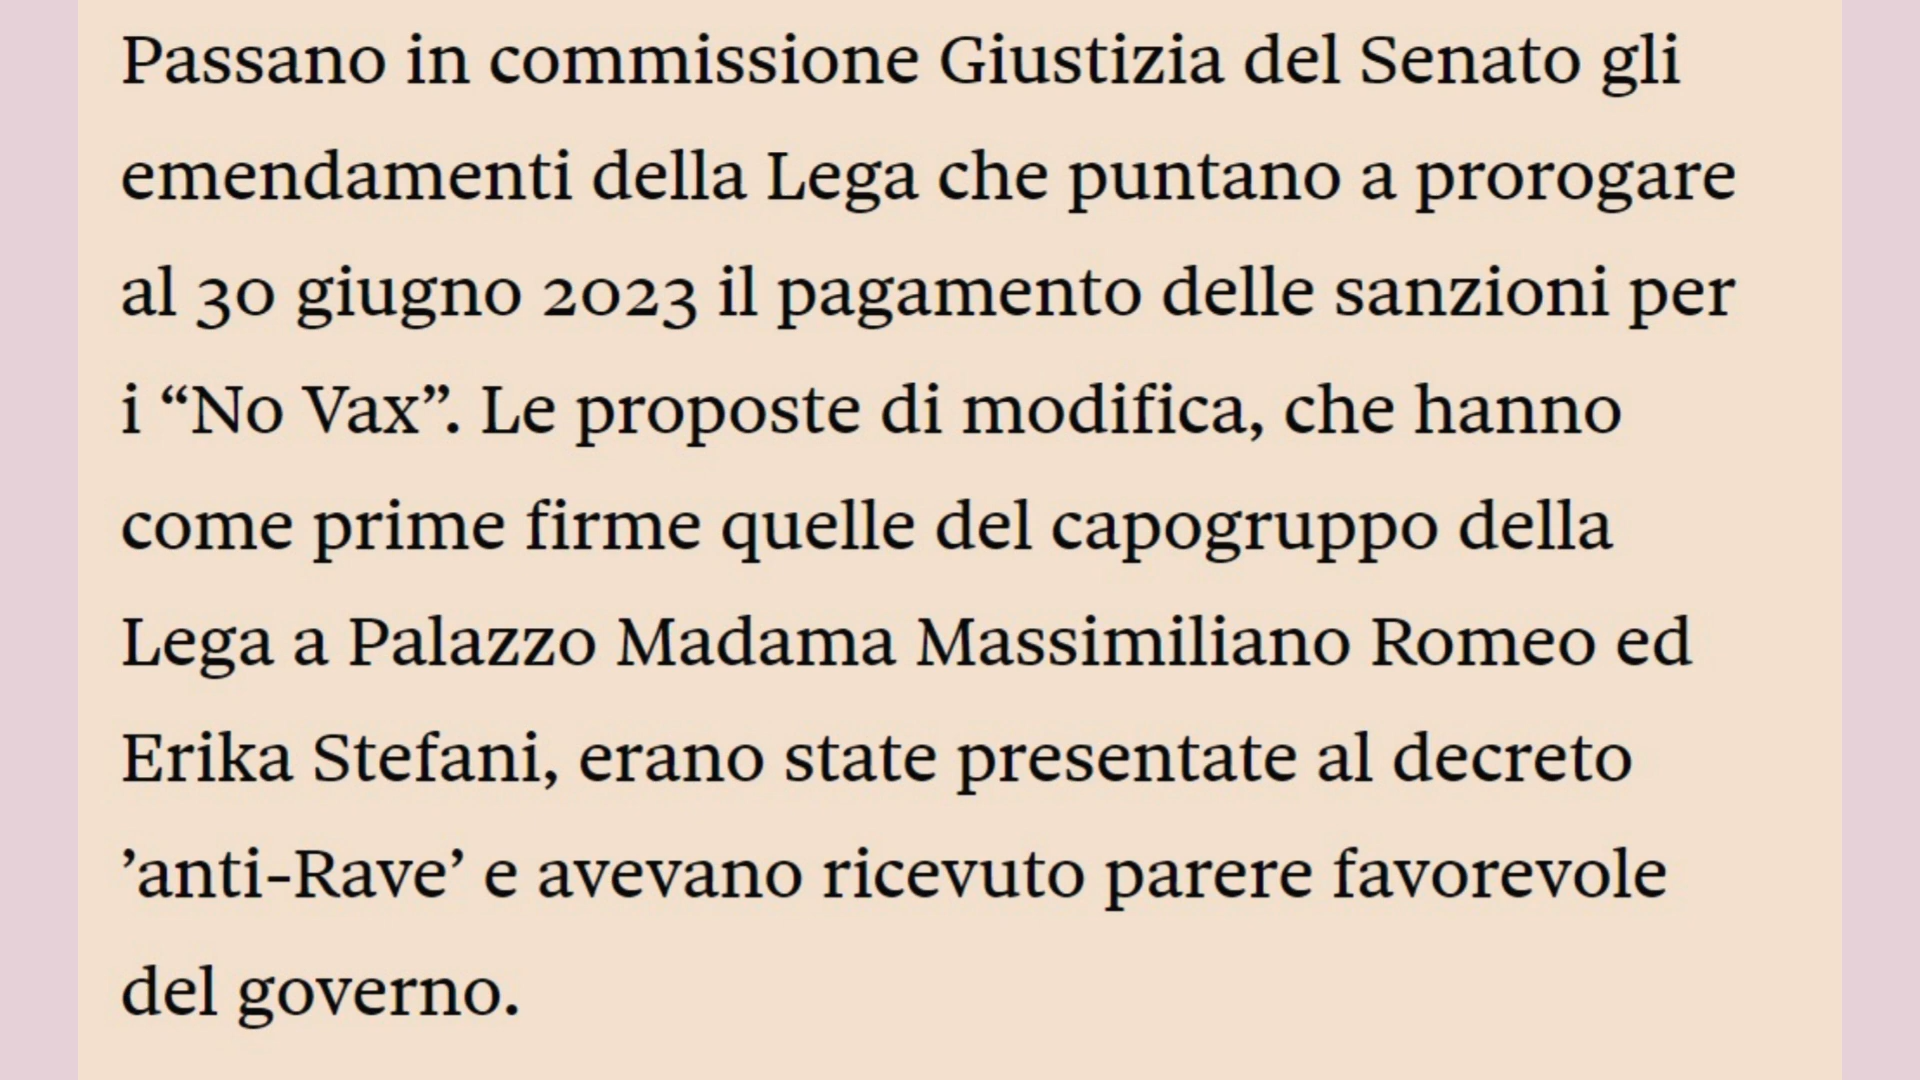 Passano in commissione Giustizia del Senato gli
emendamenti della Lega che puntano a prorogare
al 30 giugno 2023 il pagamento delle sanzioni per
i “No Vax”. Le proposte di modifica, che hanno
come prime firme quelle del capogruppo della
Lega a Palazzo Madama Massimiliano Romeo ed
Erika Stefani, erano state presentate al decreto
’anti-Rave’ e avevano ricevuto parere favorevole
del governo.